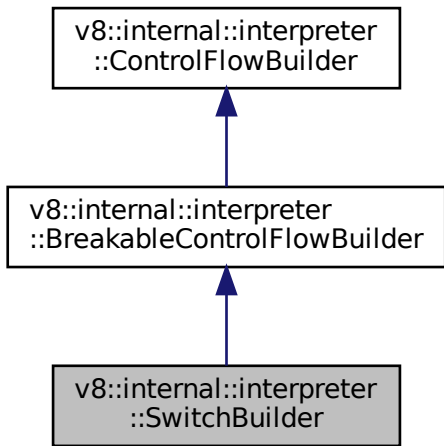 v8::internal::interpreter
::ControlFlowBuilder
v8::internal::interpreter
::BreakableControlFlowBuilder
v8::internal::interpreter
::SwitchBuilder